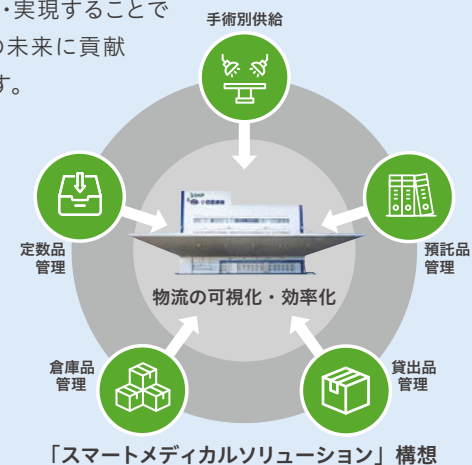 ・実現することで
の未来に貢献
す。
手術別供給
定数品
管理
預託品
管理
物流の可視化・効率化
倉庫品
管理
貸出品
管理
「スマートメディカルソリューション」構想